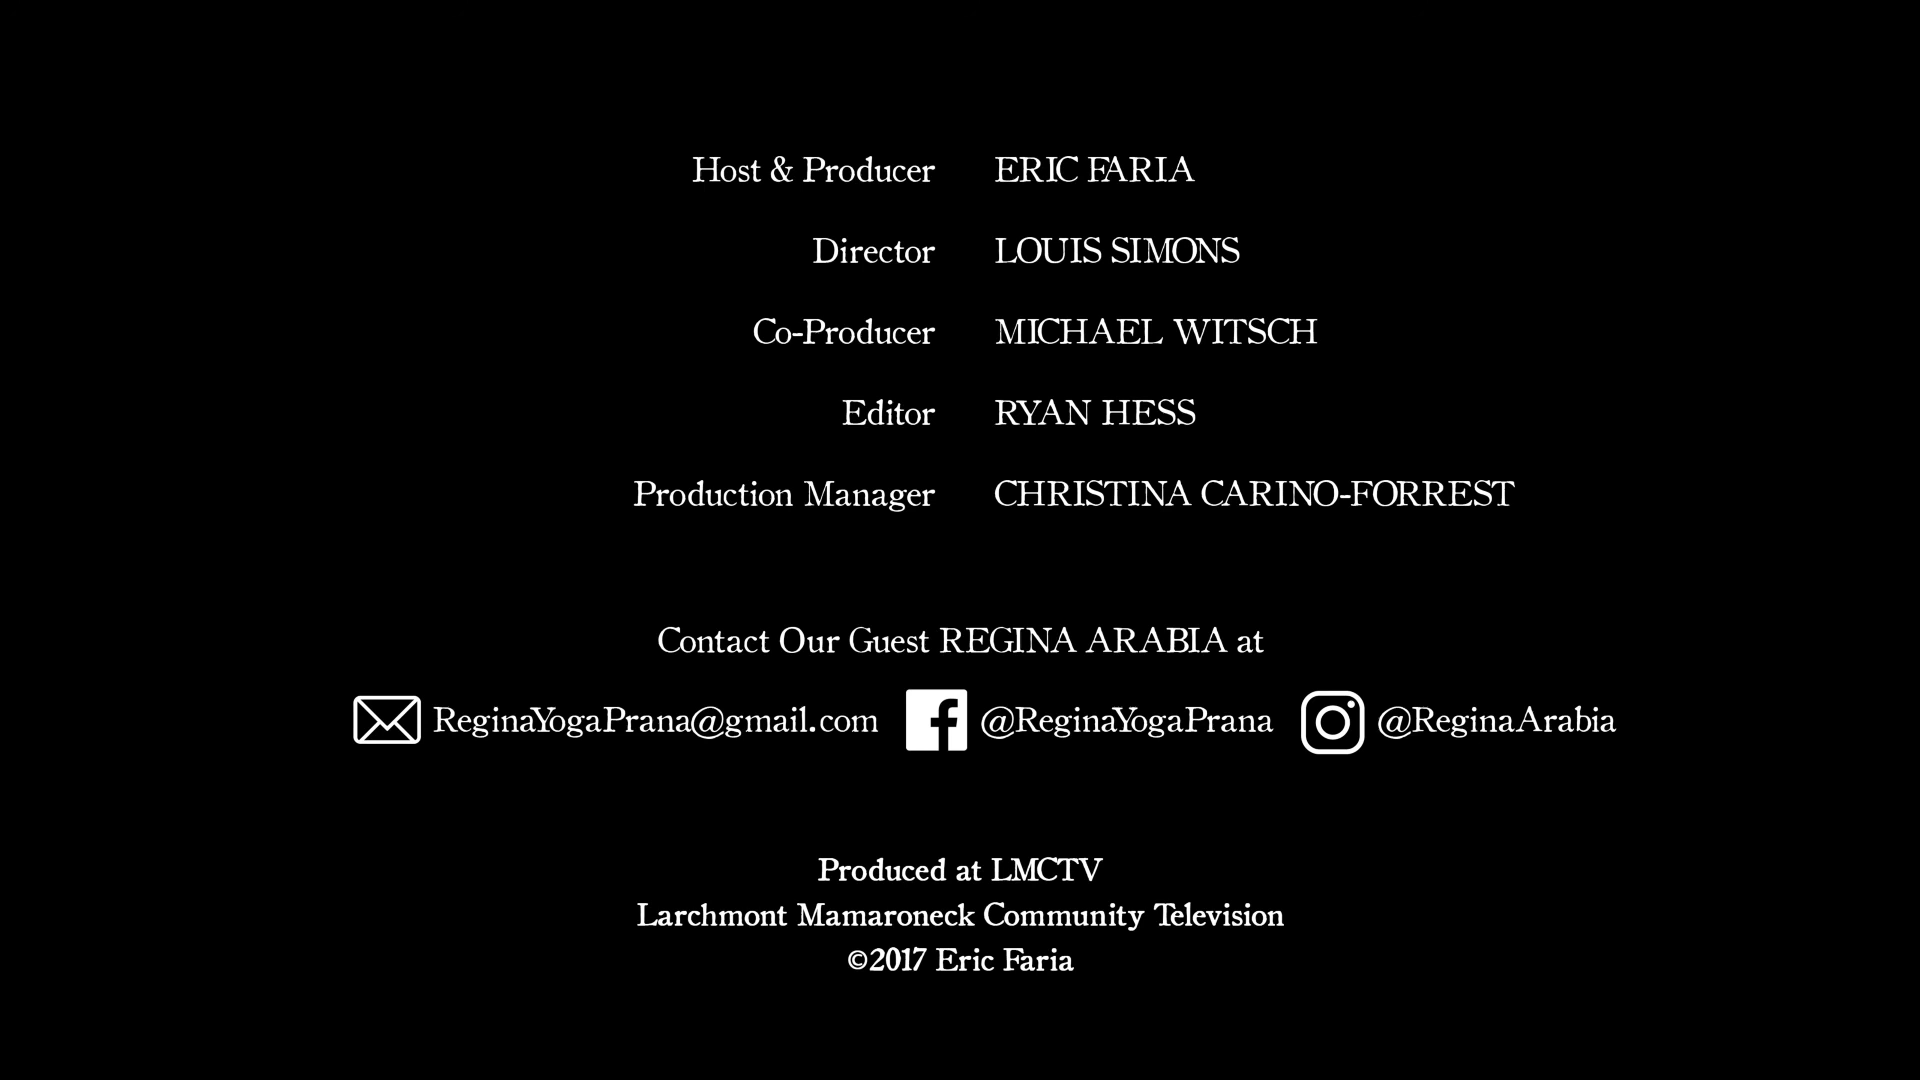 Host & Producer ERIC FARIA
Director LOUIS SIMONS
Co-Producer MICHAEL WITSCH
Editor RYAN HESS
Production Manager CHRISTINA CARINO-FORREST
Contact Our Guest REGINA ARABIA at
ReginaYogaPrana@gmail.com @ReginaYogaPrana @ReginaArabia
Produced at LMCTV
Larchmont Mamaroneck Community Television
©2017 Eric Faria